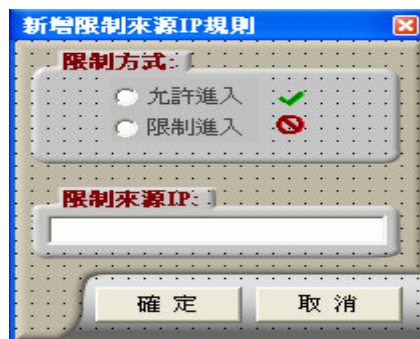 新增限制來源IP規則
限制方式:
允許進入
限制進入
限制來源IP:
確 定
取 消